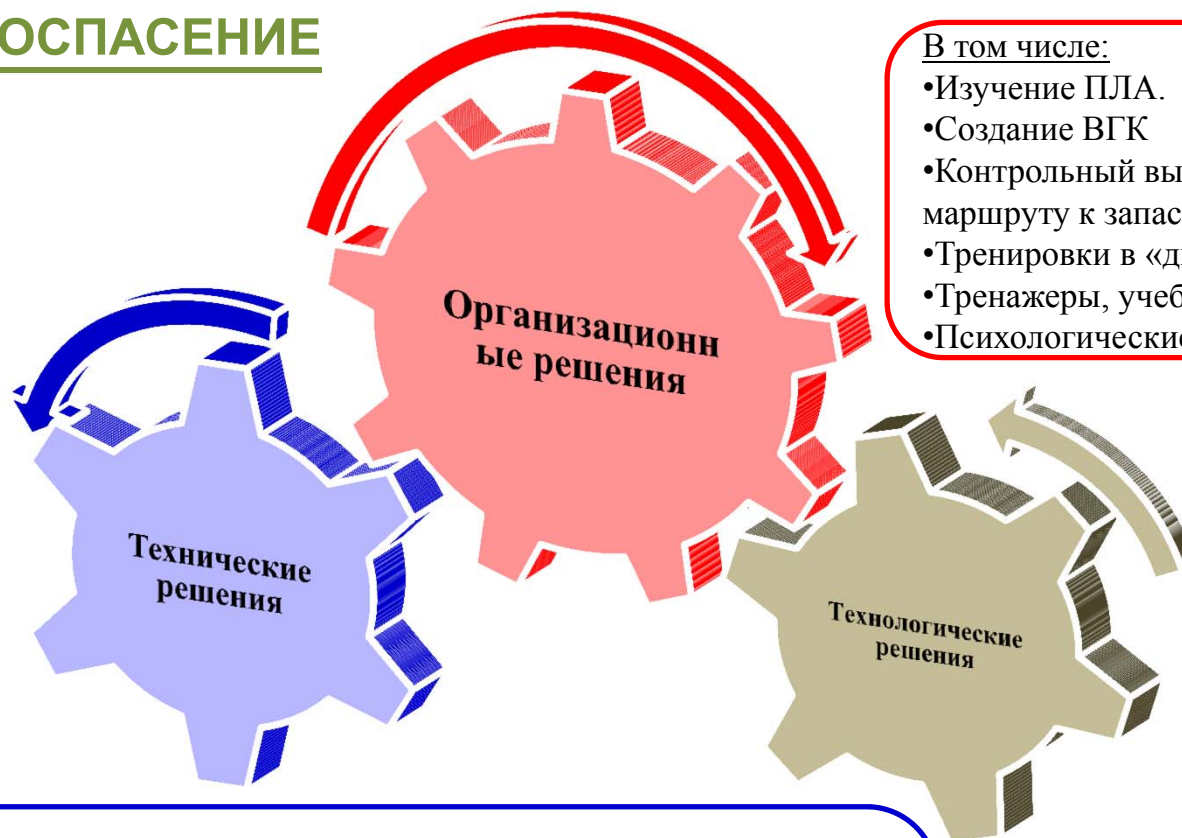 ОСПАСЕНИЕ
В том числе:
•Изучение ПЛА.
•Создание ВГК
•Контрольный вы
маршруту к запас
•Тренировки в «д
•Тренажеры, учеб
•Психологические
Организационн
ые решения
Технические
решения
Технологические
решения